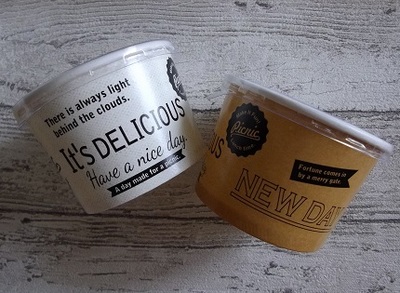 There is always light
behind the clouds.
It's DELICIOUS
Have a nice day.
A day made for a picnic.
Picnic
US
Fortune comes in
by a merry gate.
NEW DA